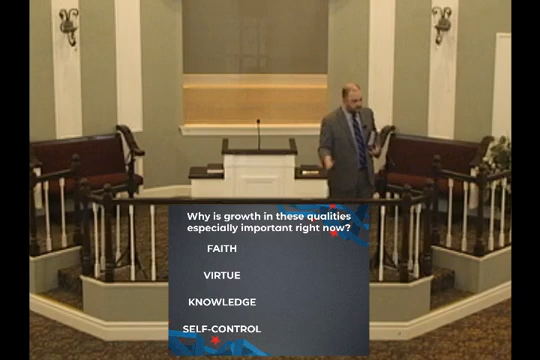 Why is growth in these qualities
especially important right now?
FAITH
VIRTUE
KNOWLEDGE
SELF-CONTROL